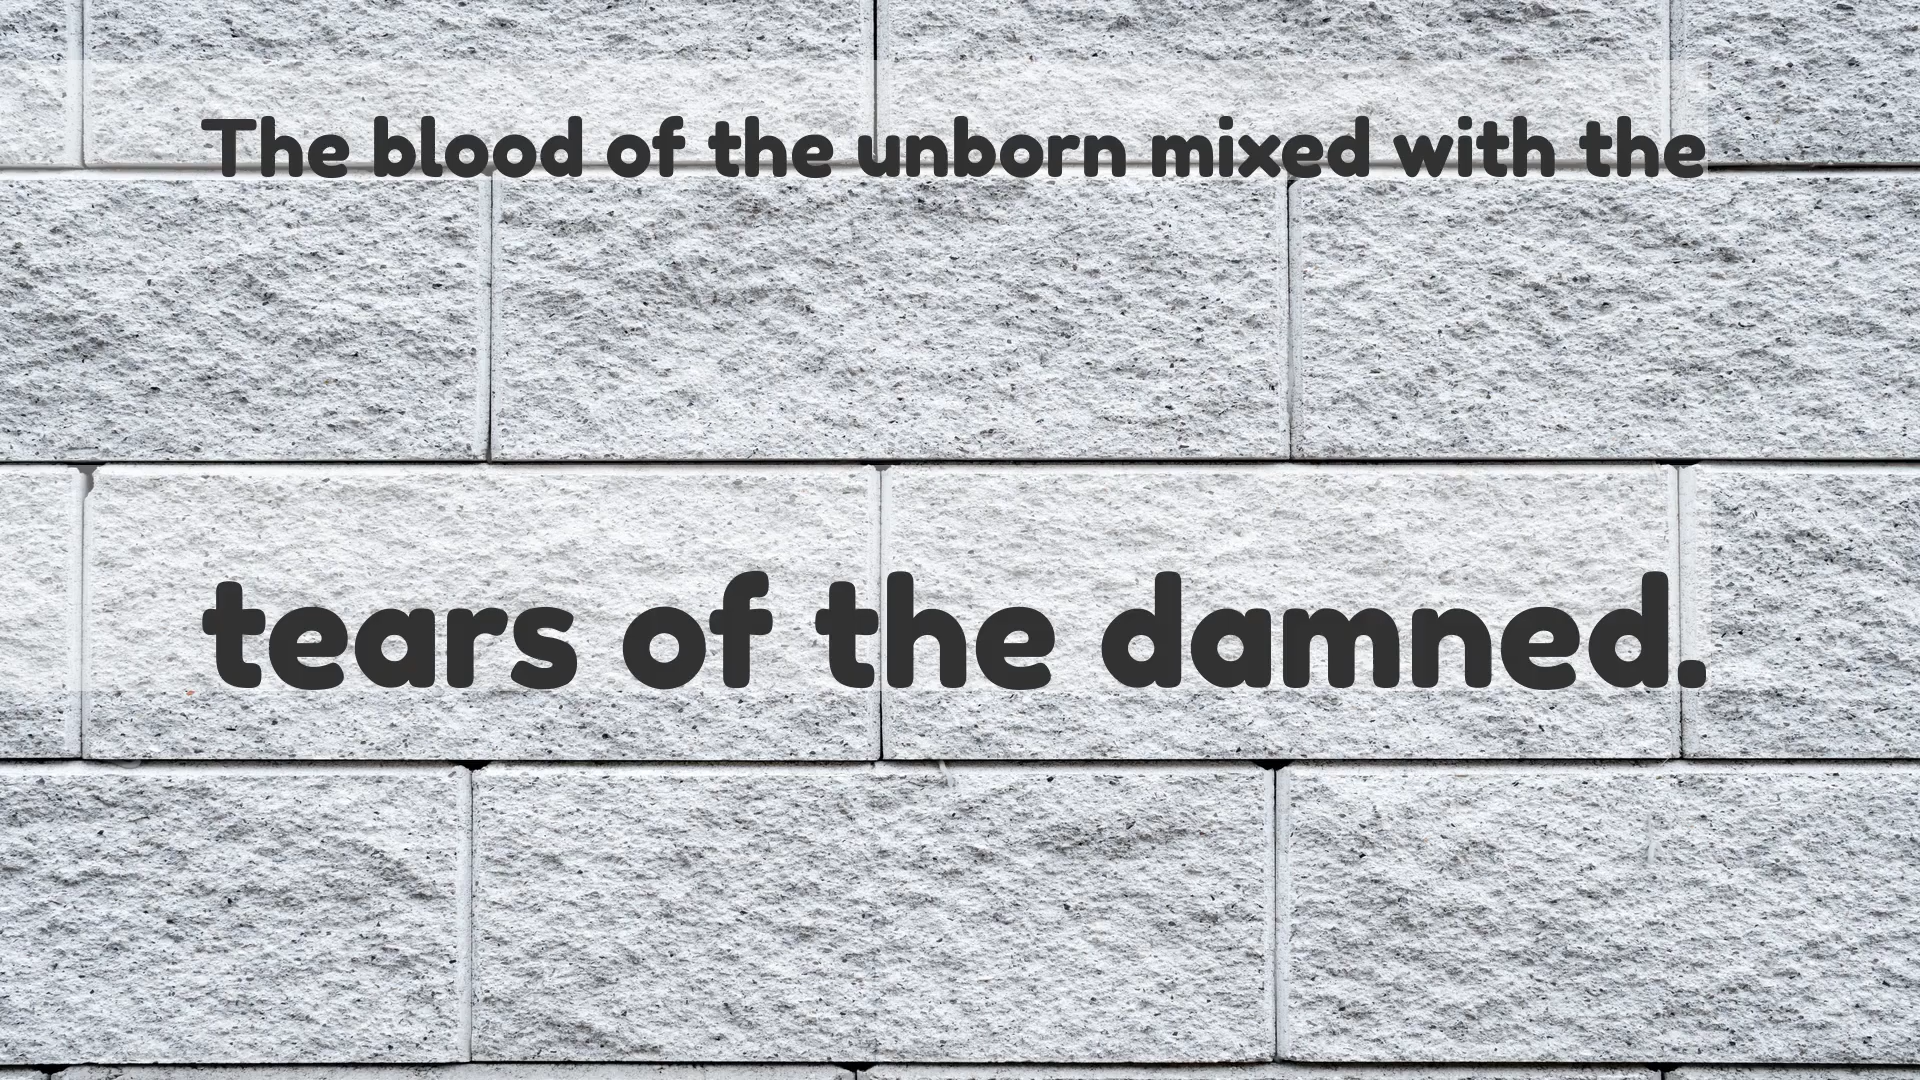 The blood of the unborn mixed with the
tears of the damned.